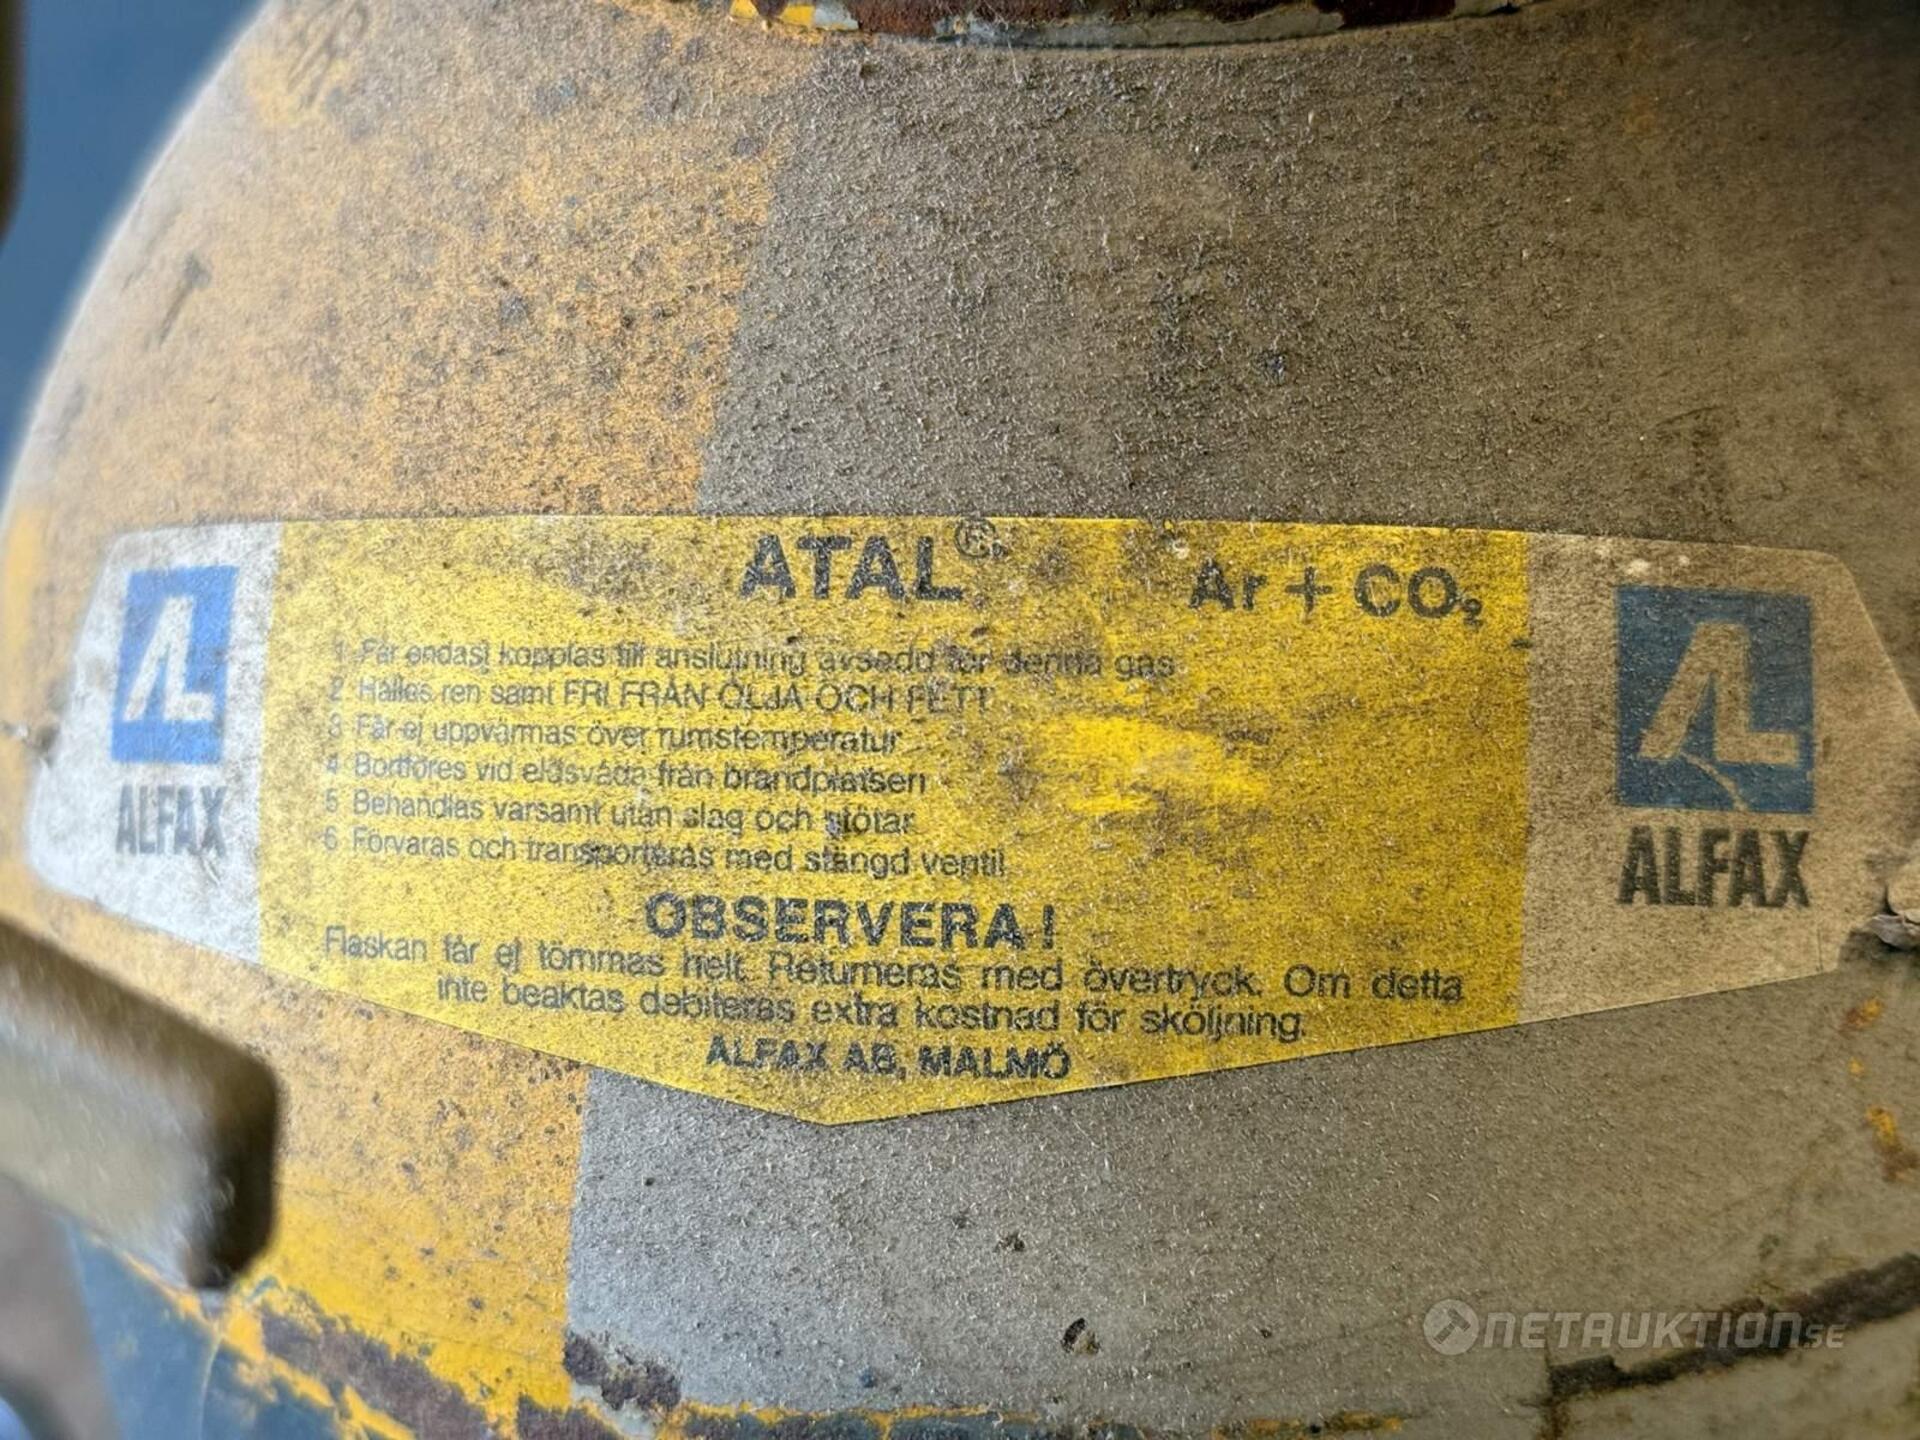 ATAL® Ar + CO₂
1 Får endast kopplas till anslutning avsedd för denna gas
2 Hålles ren samt FRI FRÅN OLJA OCH FETT
3 Får ej uppvärmas över rumstemperatur
4 Bortföres vid eldsvåda från brandplatsen
5 Behandlas varsamt utan slag och stötar
6 Förvaras och transporteras med stängd ventil
OBSERVERA!
Flaskan får ej tömmas helt. Returneras med övertryck. Om detta
inte beaktas debiteras extra kostnad för sköljning.
ALFAX AB, MALMÖ
AL
ALFAX
AL
ALFAX
NETAUKTION.SE